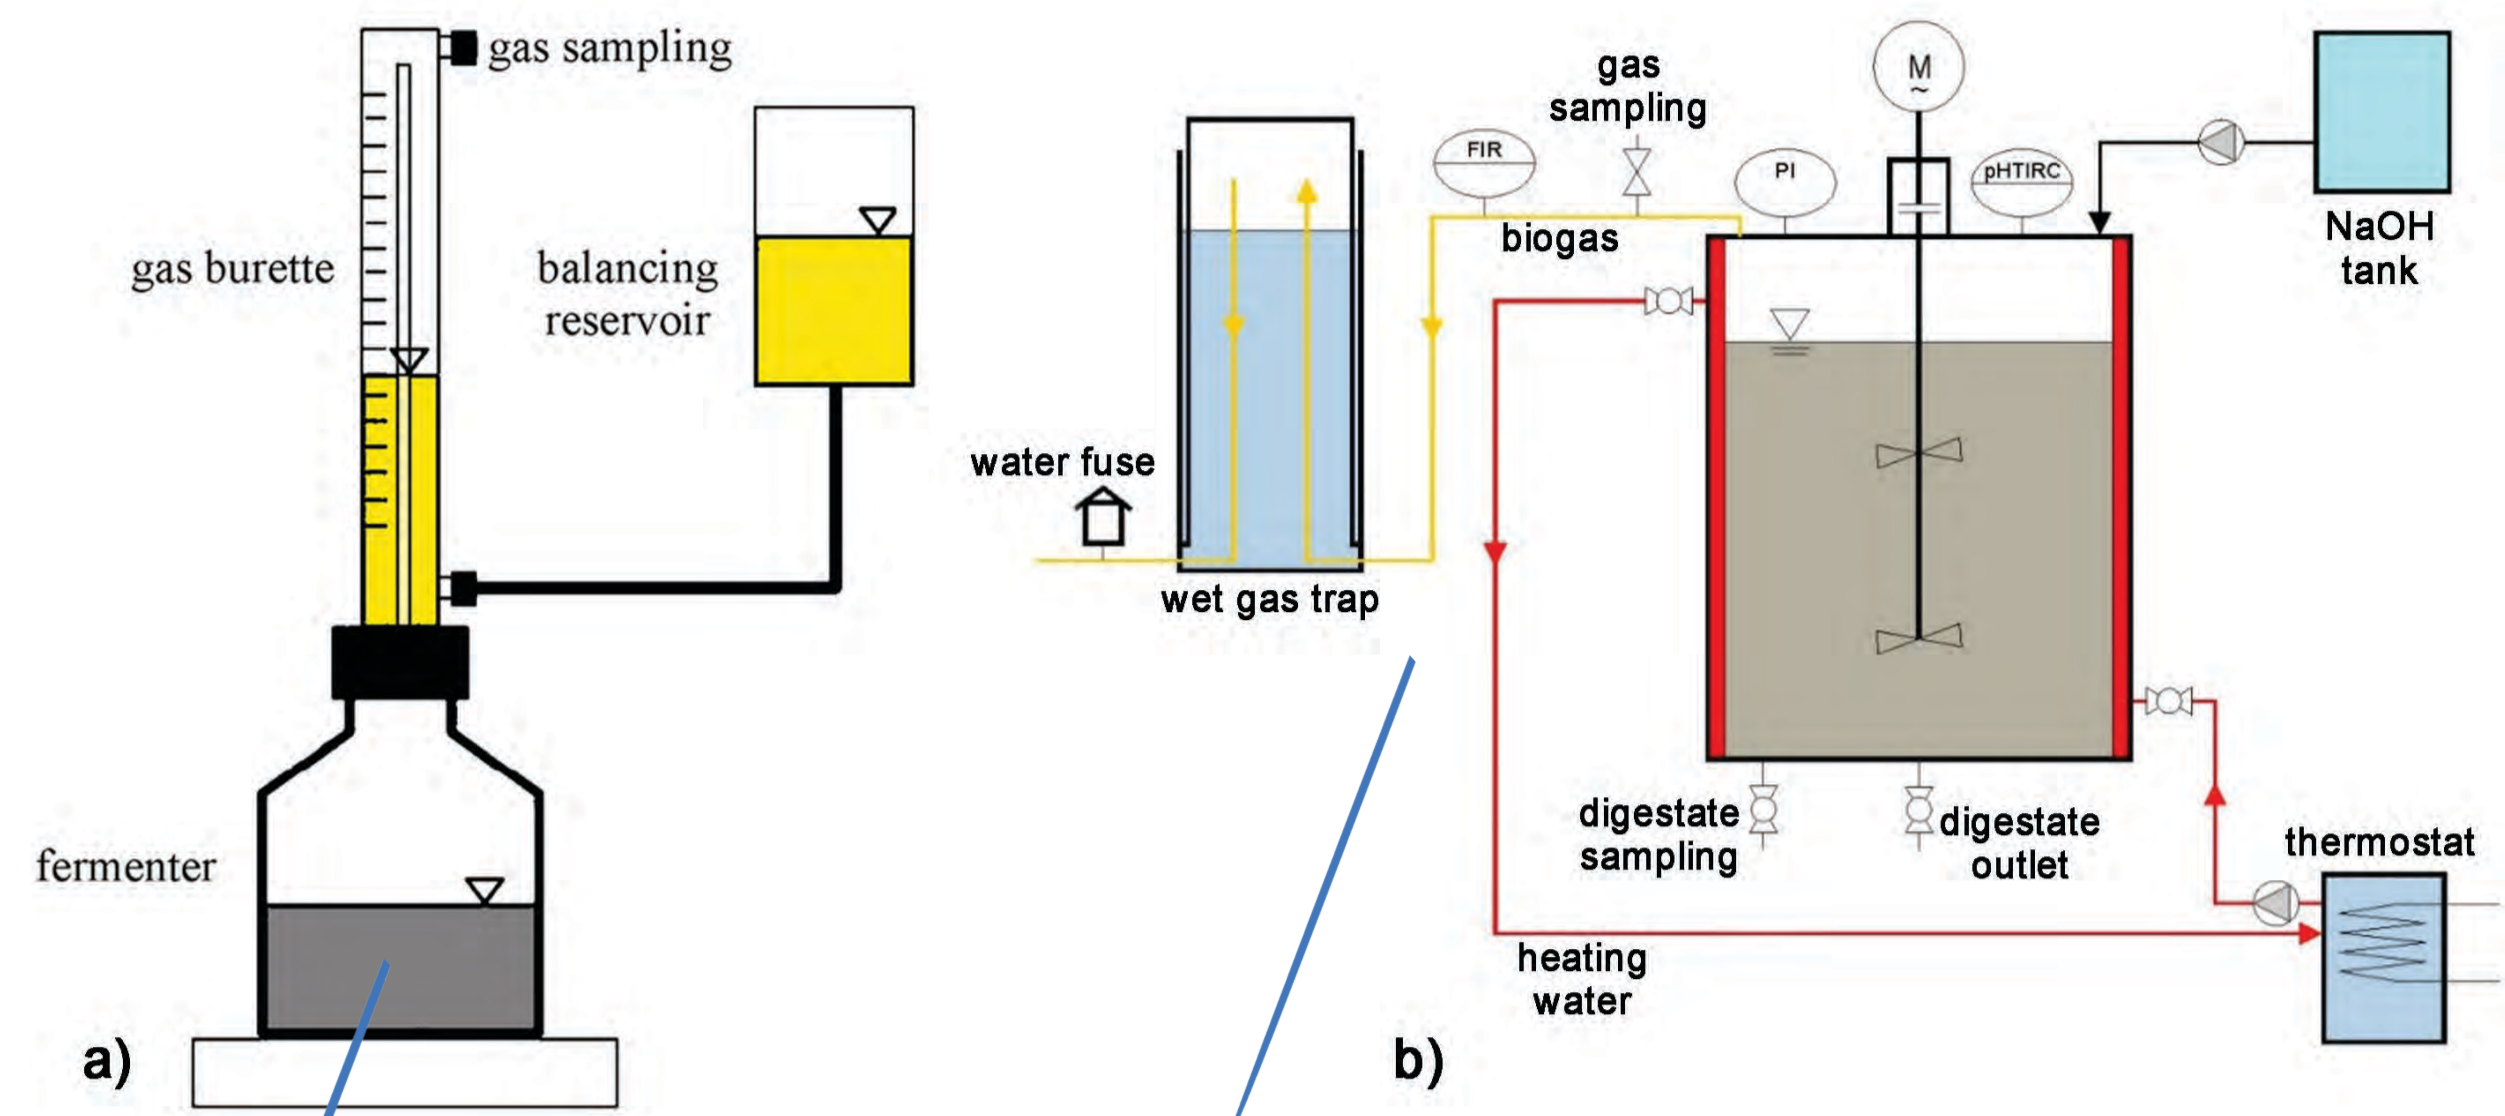 gas sampling
gas burette
balancing
reservoir
fermenter
a)
gas
sampling
M
~
FIR
PI
pHTIRC
NaOH
tank
biogas
water fuse
wet gas trap
digestate
sampling
digestate
outlet
thermostat
heating
water
b)